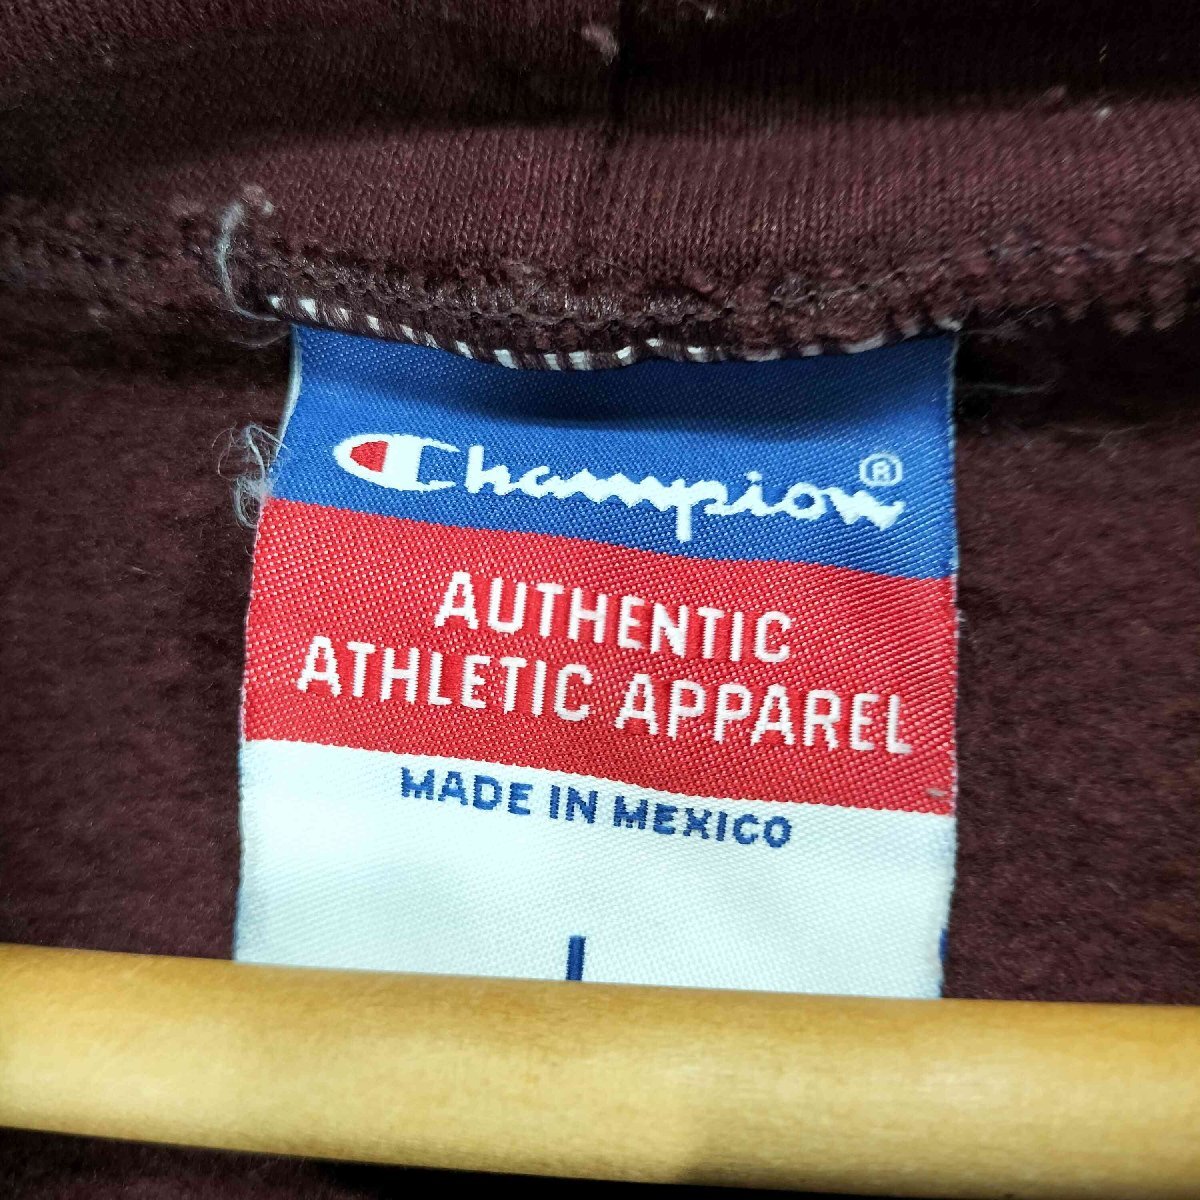 Champion®
AUTHENTIC
ATHLETIC APPAREL
MADE IN MEXICO